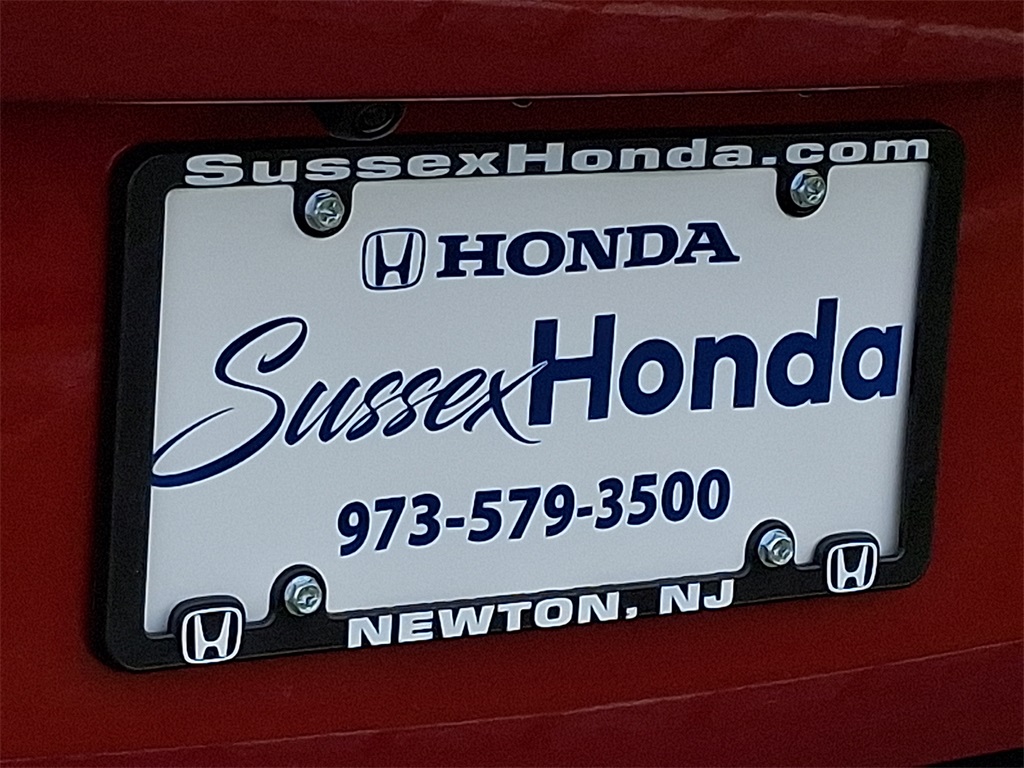 SussexHonda.com
HONDA
SussexHonda
973-579-3500
NEWTON, NJ